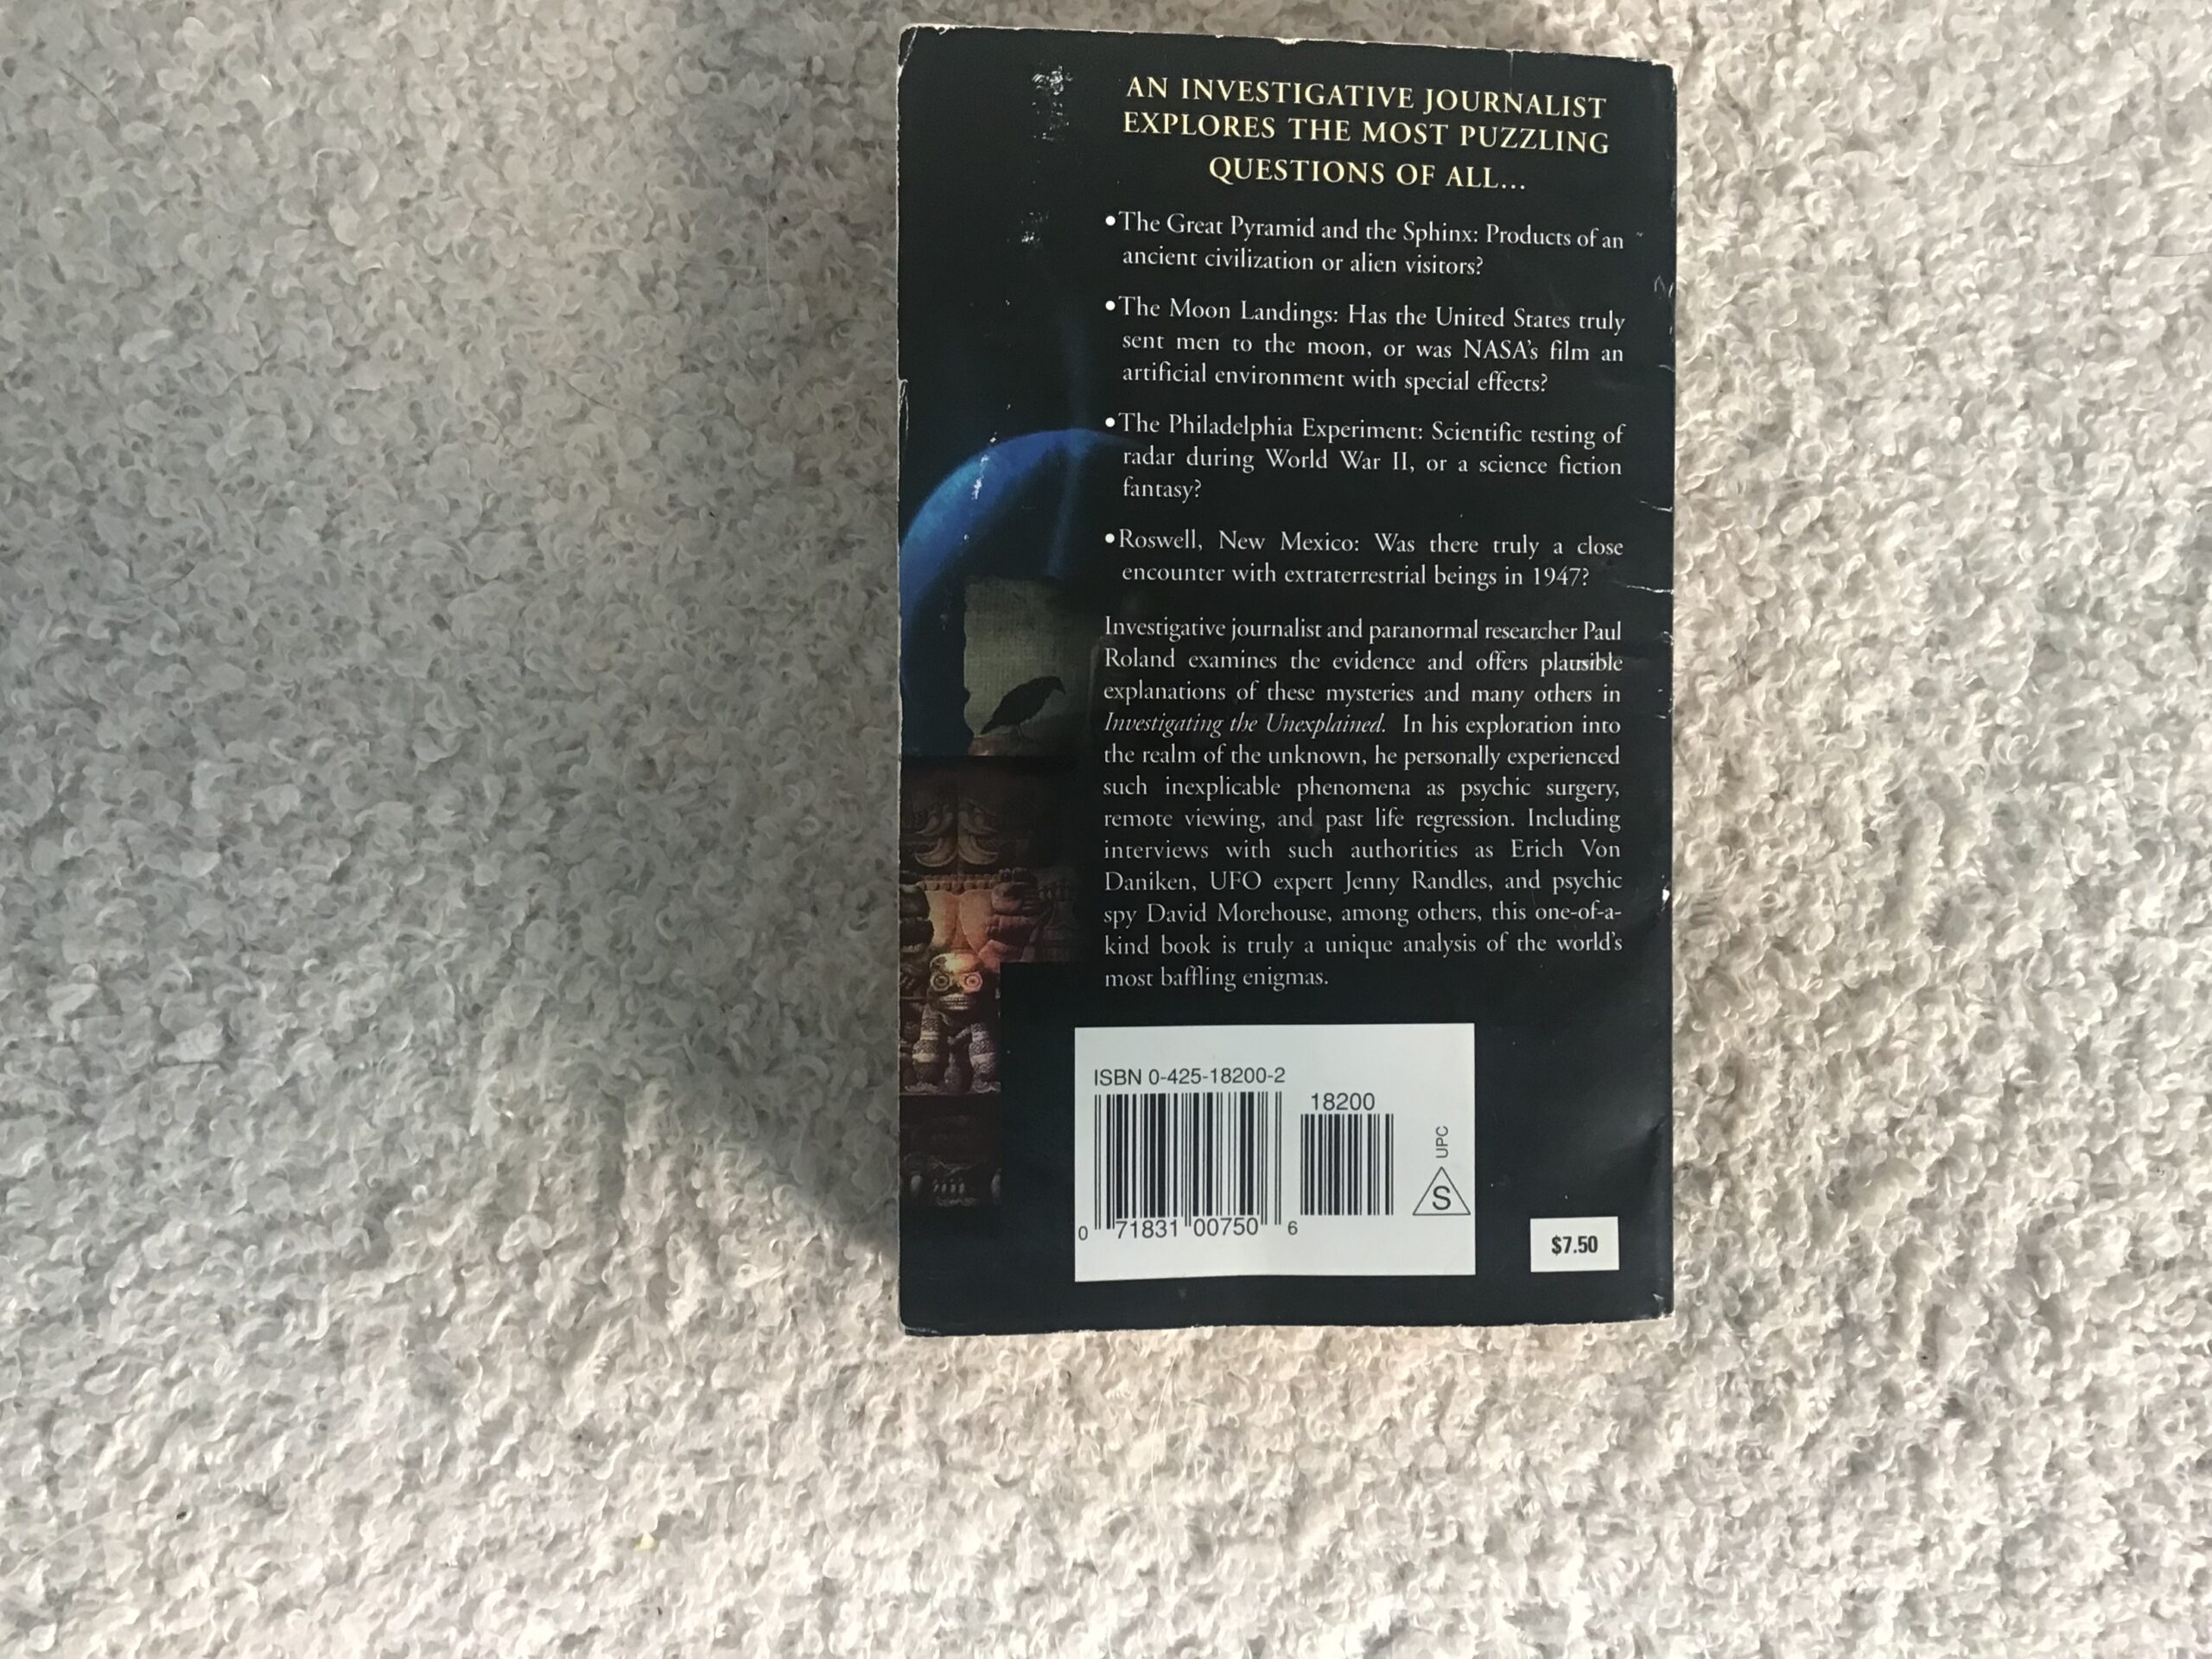 AN INVESTIGATIVE JOURNALIST
EXPLORES THE MOST PUZZLING
QUESTIONS OF ALL...
•The Great Pyramid and the Sphinx: Products of an
ancient civilization or alien visitors?
•The Moon Landings: Has the United States truly
sent men to the moon, or was NASA's film an
artificial environment with special effects?
•The Philadelphia Experiment: Scientific testing of
radar during World War II, or a science fiction
fantasy?
•Roswell, New Mexico: Was there truly a close
encounter with extraterrestrial beings in 1947?
Investigative journalist and paranormal researcher Paul
Roland examines the evidence and offers plausible
explanations of these mysteries and many others in
Investigating the Unexplained. In his exploration into
the realm of the unknown, he personally experienced
such inexplicable phenomena as psychic surgery,
remote viewing, and past life regression. Including
interviews with such authorities as Erich Von
Daniken, UFO expert Jenny Randles, and psychic
spy David Morehouse, among others, this one-of-a-
kind book is truly a unique analysis of the world's
most baffling enigmas.
ISBN 0-425-18200-2
18200
0 71831 00750 6
UPC
S
$7.50